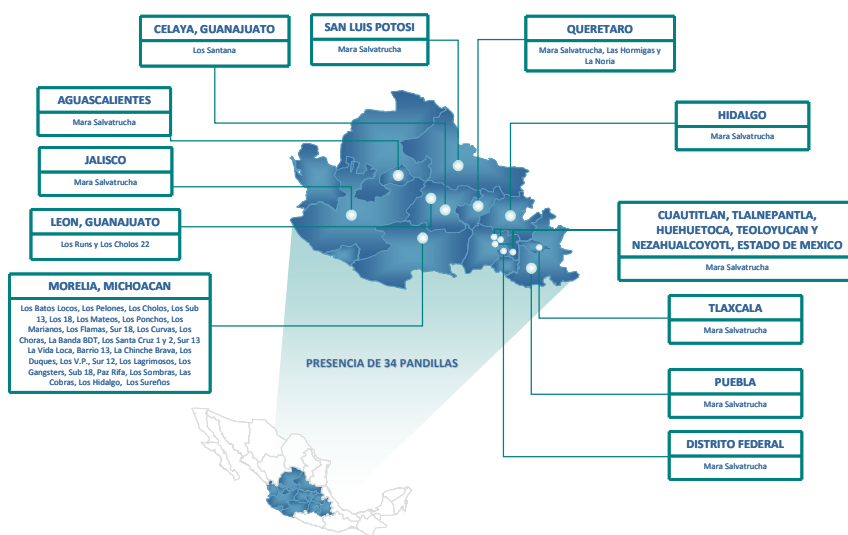 CELAYA, GUANAJUATO
Los Santana
SAN LUIS POTOSI
Mara Salvatrucha
QUERETARO
Mara Salvatrucha, Las Hormigas y
La Noria
AGUASCALIENTES
Mara Salvatrucha
HIDALGO
Mara Salvatrucha
JALISCO
Mara Salvatrucha
LEON, GUANAJUATO
Los Runs y Los Cholos 22
CUAUTITLAN, TLALNEPANTLA,
HUEHUETOCA, TEOLOYUCAN Y
NEZAHUALCOYOTL, ESTADO DE MEXICO
Mara Salvatrucha
MORELIA, MICHOACAN
Los Batos Locos, Los Pelones, Los Cholos, Los Sub
13, Los 18, Los Mateos, Los Ponchos, Los
Marianos, Los Flamas, Sur 18, Los Curvas, Los
Choras, La Banda BDT, Los Santa Cruz 1 y 2, Sur 13
La Vida Loca, Barrio 13, La Chinche Brava, Los
Duques, Los V.P., Sur 12, Los Lagrimosos, Los
Gangsters, Sub 18, Paz Rifa, Los Sombras, Las
Cobras, Los Hidalgo, Los Sureños
TLAXCALA
Mara Salvatrucha
PRESENCIA DE 34 PANDILLAS
PUEBLA
Mara Salvatrucha
DISTRITO FEDERAL
Mara Salvatrucha